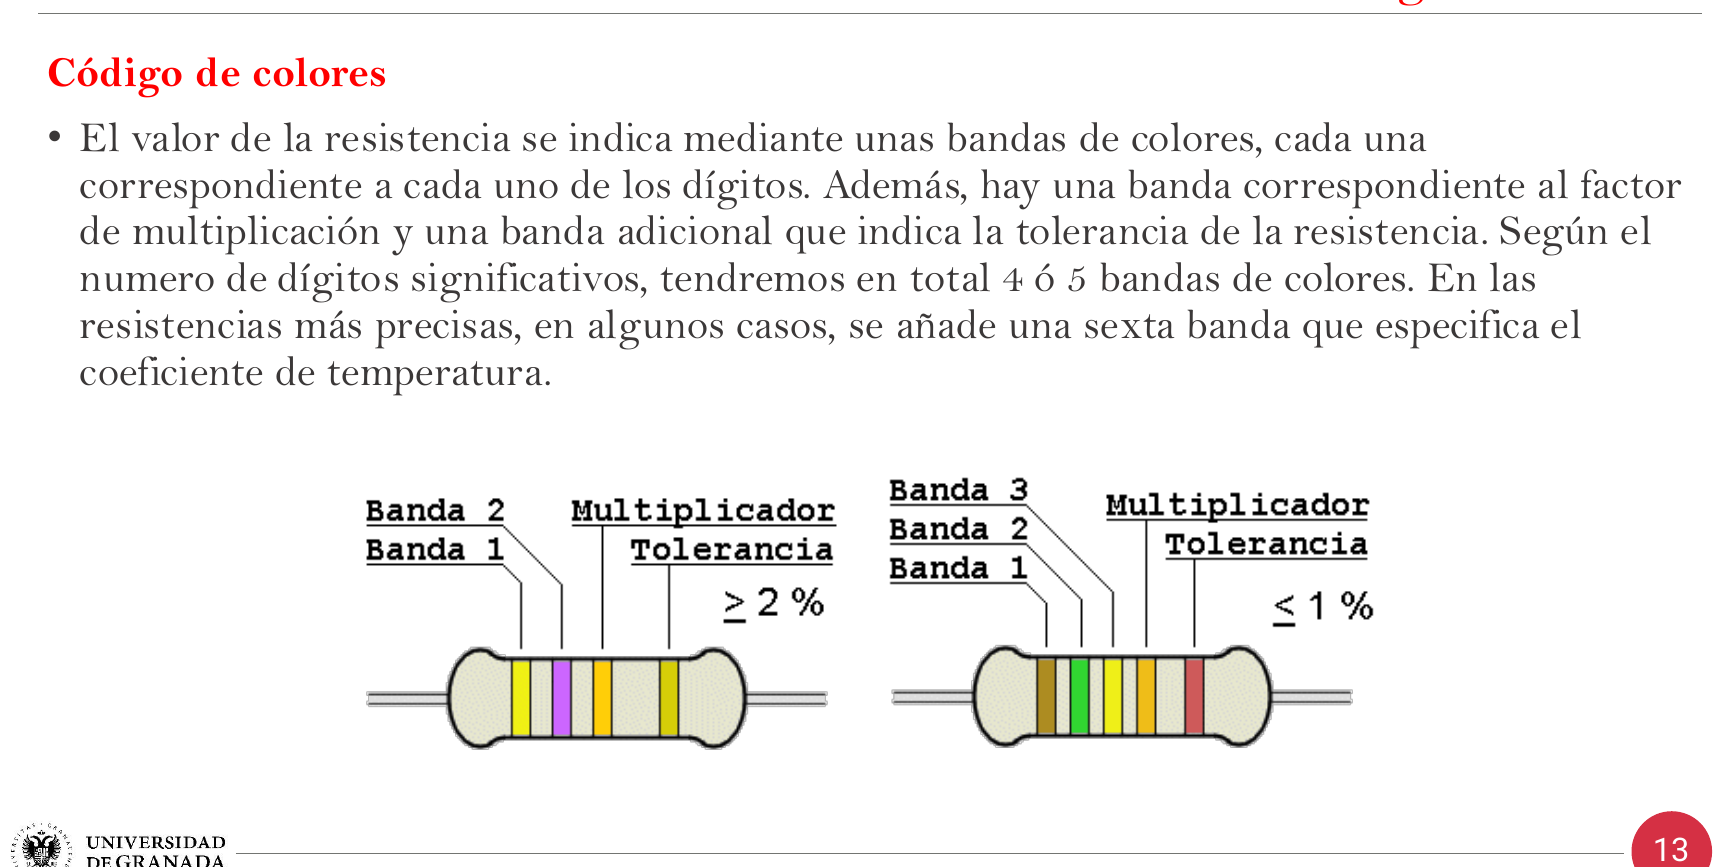 Código de colores
• El valor de la resistencia se indica mediante unas bandas de colores, cada una
correspondiente a cada uno de los dígitos. Además, hay una banda correspondiente al factor
de multiplicación y una banda adicional que indica la tolerancia de la resistencia. Según el
numero de dígitos significativos, tendremos en total 4 ó 5 bandas de colores. En las
resistencias más precisas, en algunos casos, se añade una sexta banda que especifica el
coeficiente de temperatura.
Banda 2
Banda 1
Multiplicador
Tolerancia
≥ 2 %
Banda 3
Banda 2
Banda 1
Multiplicador
Tolerancia
≤ 1 %
UNIVERSIDAD
DE GRANADA
13